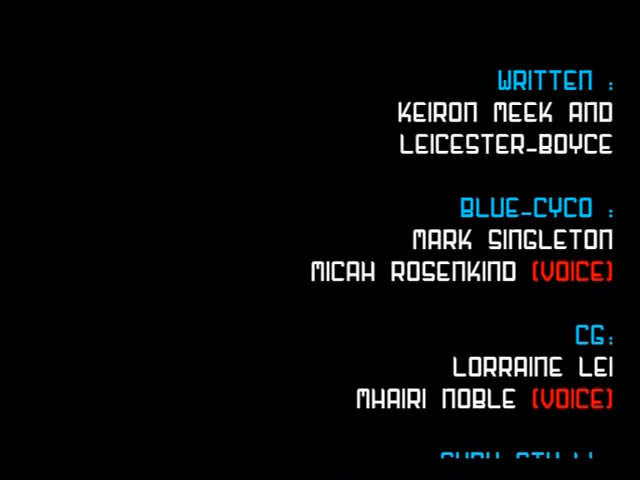 WRITTEN :
KEIRON MEEK AND
LEICESTER-BOYCE
BLUE-CYCO :
MARK SINGLETON
MICAH ROSENKIND (VOICE)
CG:
LORRAINE LEI
MHAIRI NOBLE (VOICE)